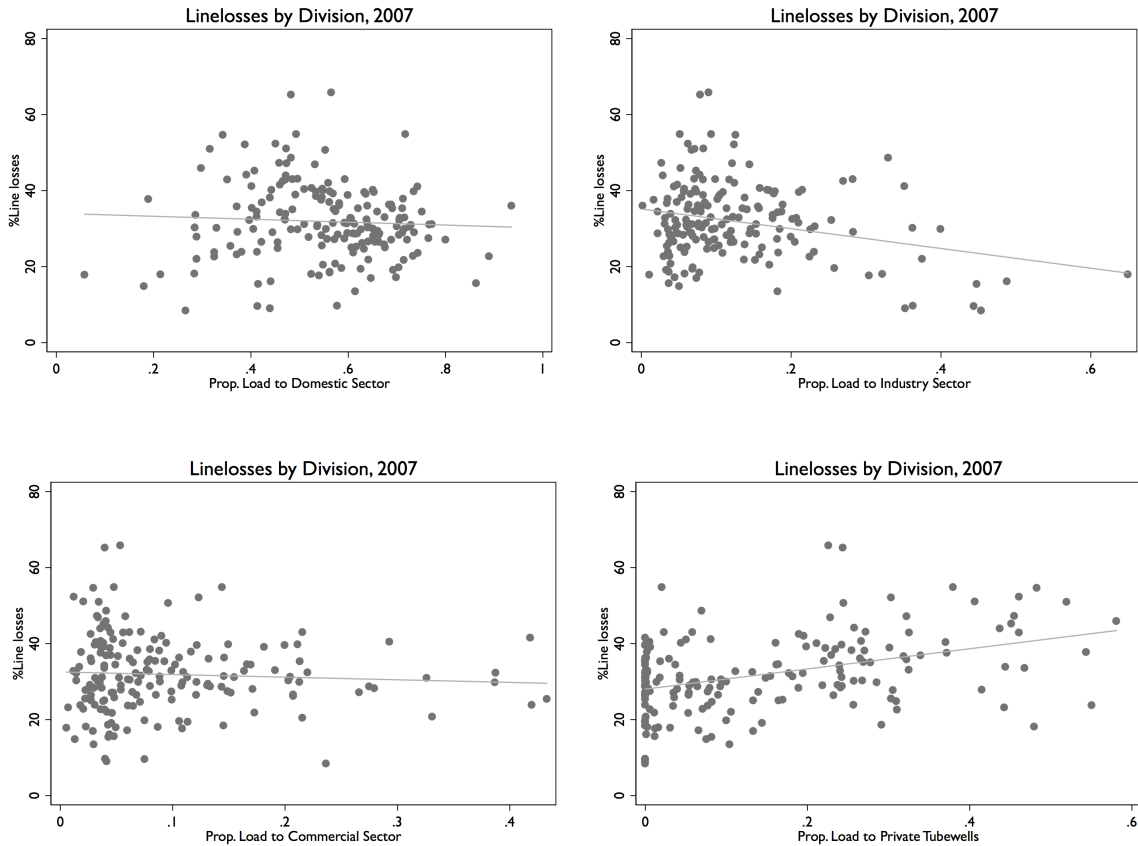 Linelosses by Division, 2007
%Line losses
80
60
40
20
0
0 .2 .4 .6 .8 1
Prop. Load to Domestic Sector
Linelosses by Division, 2007
%Line losses
80
60
40
20
0
0 .2 .4 .6
Prop. Load to Industry Sector
Linelosses by Division, 2007
%Line losses
80
60
40
20
0
0 .1 .2 .3 .4
Prop. Load to Commercial Sector
Linelosses by Division, 2007
%Line losses
80
60
40
20
0
0 .2 .4 .6
Prop. Load to Private Tubewells